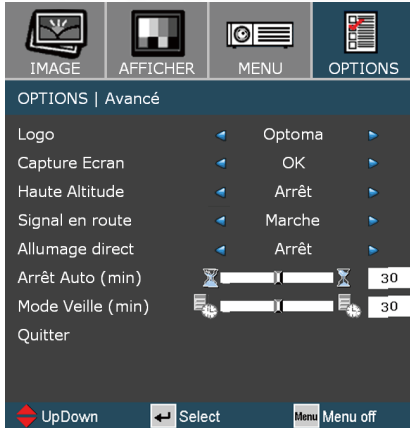 IMAGE AFFICHER MENU OPTIONS
OPTIONS | Avancé
Logo Optoma
Capture Ecran OK
Haute Altitude Arrêt
Signal en route Marche
Allumage direct Arrêt
Arrêt Auto (min) 30
Mode Veille (min) 30
Quitter
UpDown Select Menu Menu off